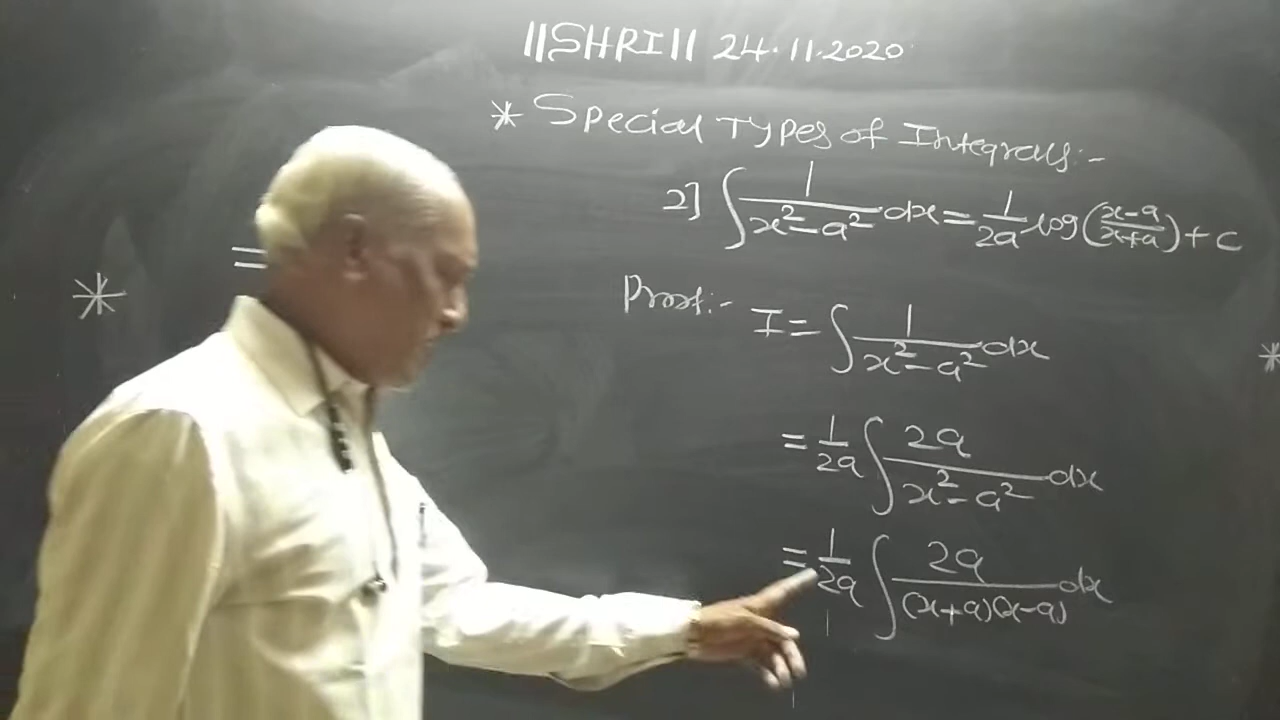 ||SHRI|| 24.11.2020
* Special Types of Integrals:-
2] ∫ 1/(x²-a²) dx = 1/2a log((x-a)/(x+a)) + c
Proof:- I = ∫ 1/(x²-a²) dx
= 1/2a ∫ 2a/(x²-a²) dx
= 1/2a ∫ 2a/((x+a)(x-a)) dx
* =
*